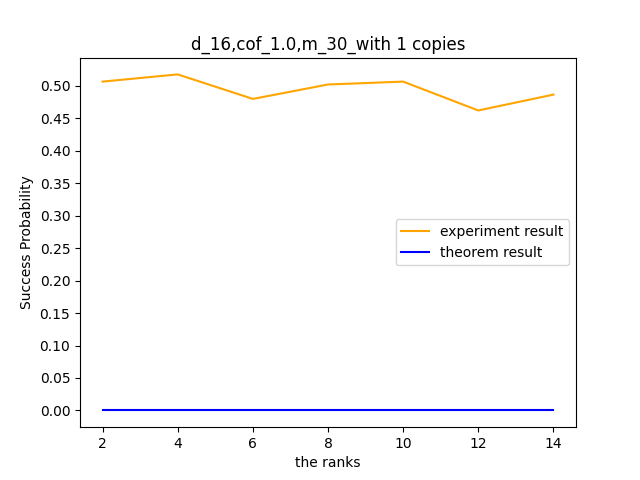 d_16,cof_1.0,m_30_with 1 copies
Success Probability
0.50
0.45
0.40
0.35
0.30
0.25
0.20
0.15
0.10
0.05
0.00
experiment result
theorem result
2 4 6 8 10 12 14
the ranks